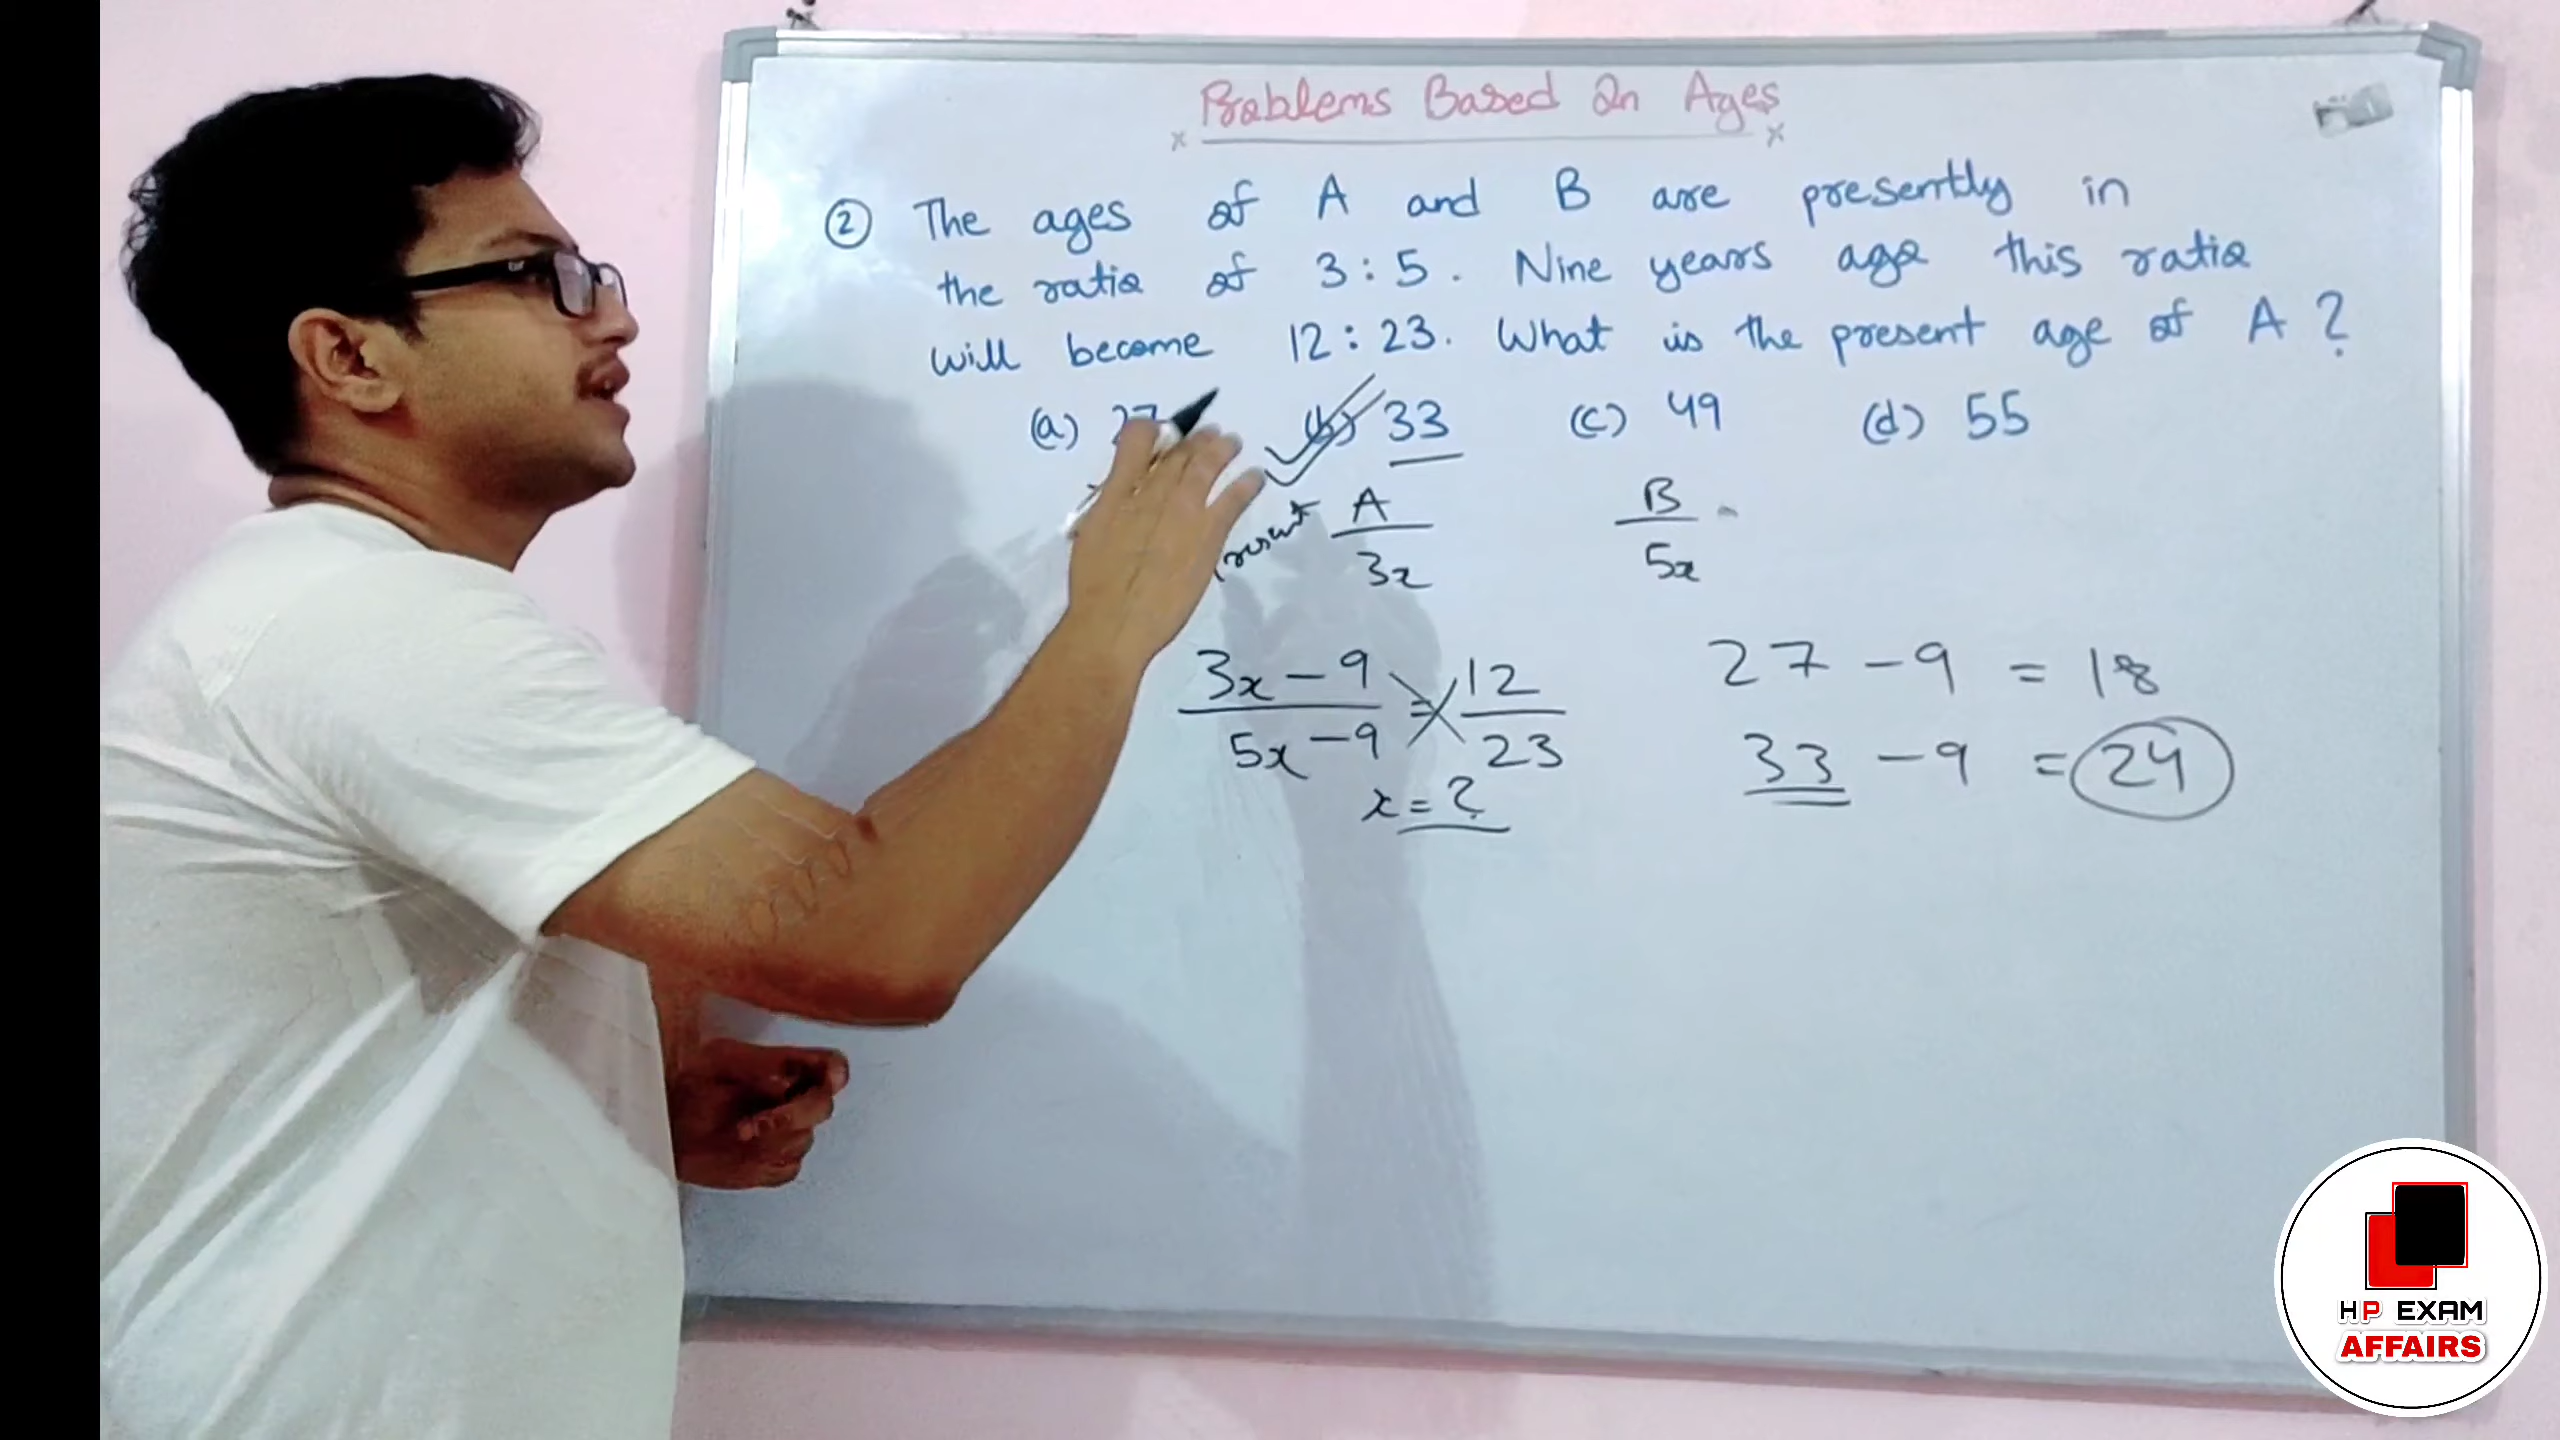 Problems Based On Ages
x x
② The ages of A and B are presently in
the ratio of 3:5. Nine years ago this ratio
will become 12:23. What is the present age of A?
(a) 27 (b) 33 (c) 49 (d) 55
A B
3x 5x
3x-9 = 12
5x-9 23
x = ?
27 - 9 = 18
33 - 9 = 24
HP EXAM
AFFAIRS